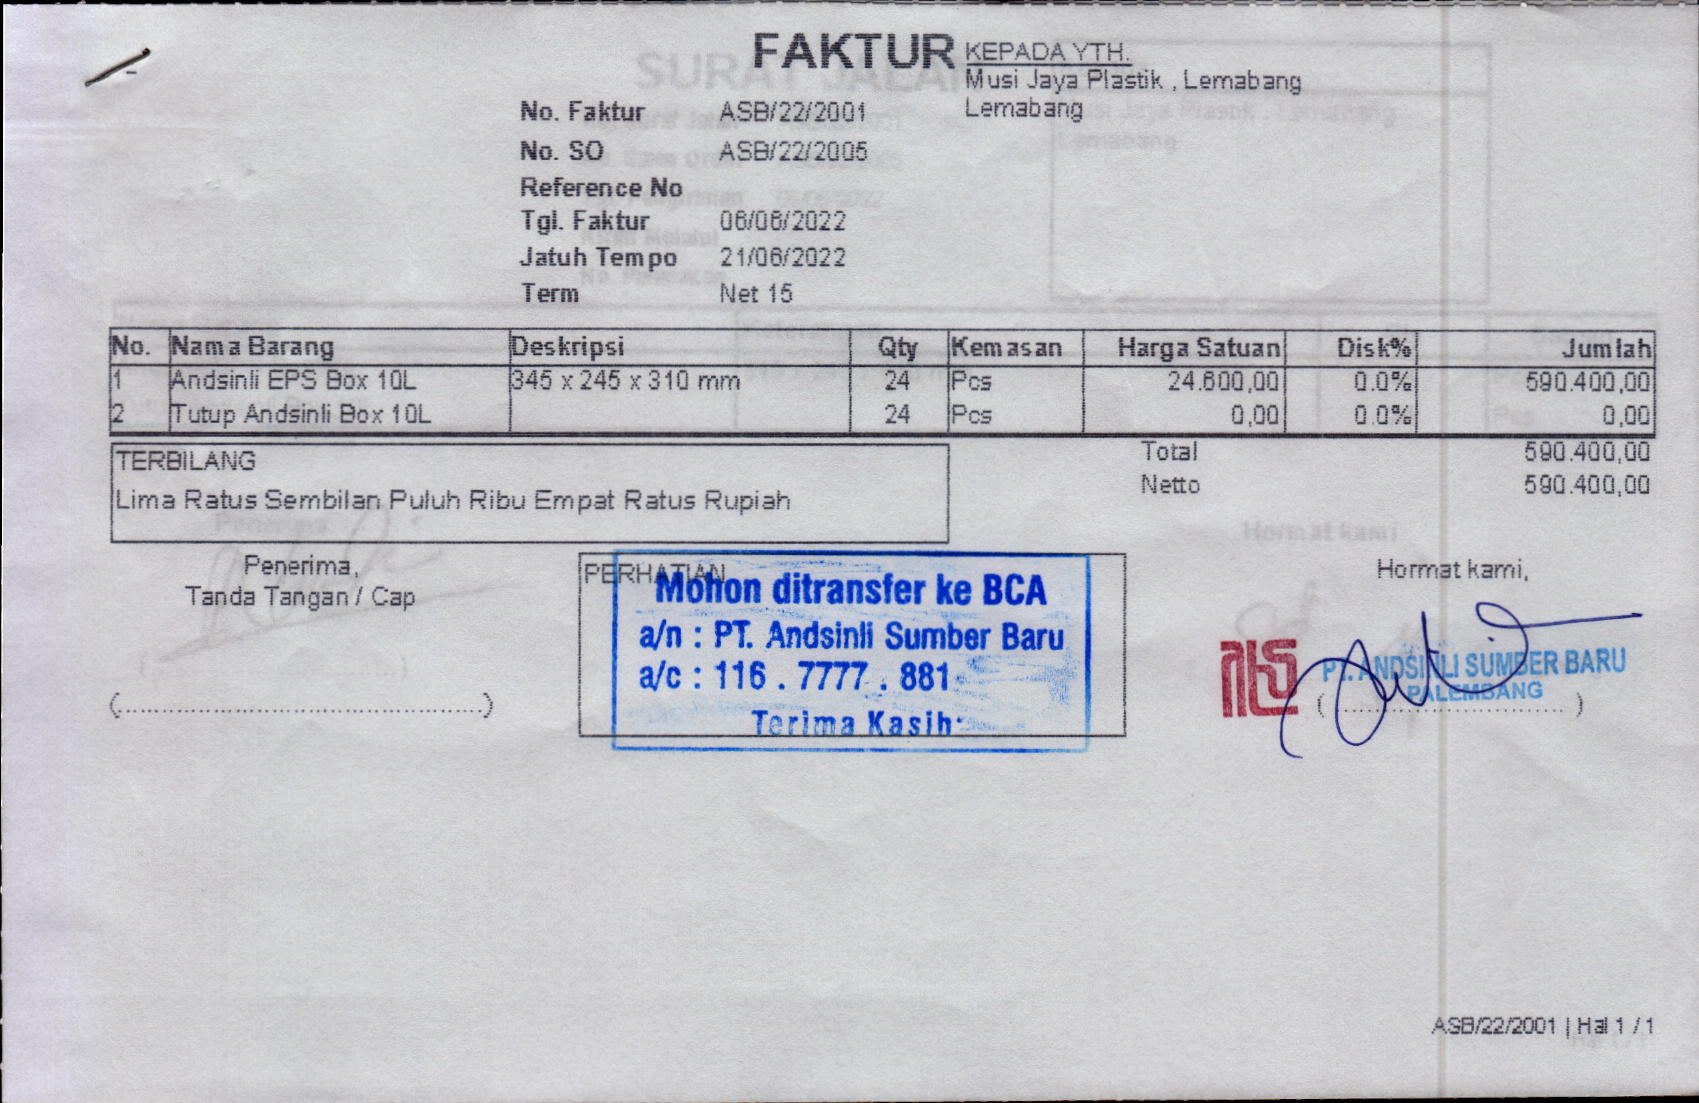 FAKTUR
KEPADA YTH.
Musi Jaya Plastik , Lemabang
Lemabang
No. Faktur ASB/22/2001
No. SO ASB/22/2005
Reference No
Tgl. Faktur 06/06/2022
Jatuh Tempo 21/06/2022
Term Net 15
No. Nama Barang Deskripsi Qty Kemasan Harga Satuan Disk% Jumlah
1 Andsinli EPS Box 10L 345 x 245 x 310 mm 24 Pcs 24.600,00 0.0% 590.400,00
2 Tutup Andsinli Box 10L 24 Pcs 0,00 0.0% 0,00
Total 590.400,00
Netto 590.400,00
TERBILANG
Lima Ratus Sembilan Puluh Ribu Empat Ratus Rupiah
Penerima,
Tanda Tangan / Cap
(.......................................)
PERHATIAN
Mohon ditransfer ke BCA
a/n : PT. Andsinli Sumber Baru
a/c : 116 . 7777 . 881
Terima Kasih
Hormat kami,
PT. ANDSINLI SUMBER BARU
PALEMBANG
(..............................)
ASB/22/2001 | Hal 1 / 1